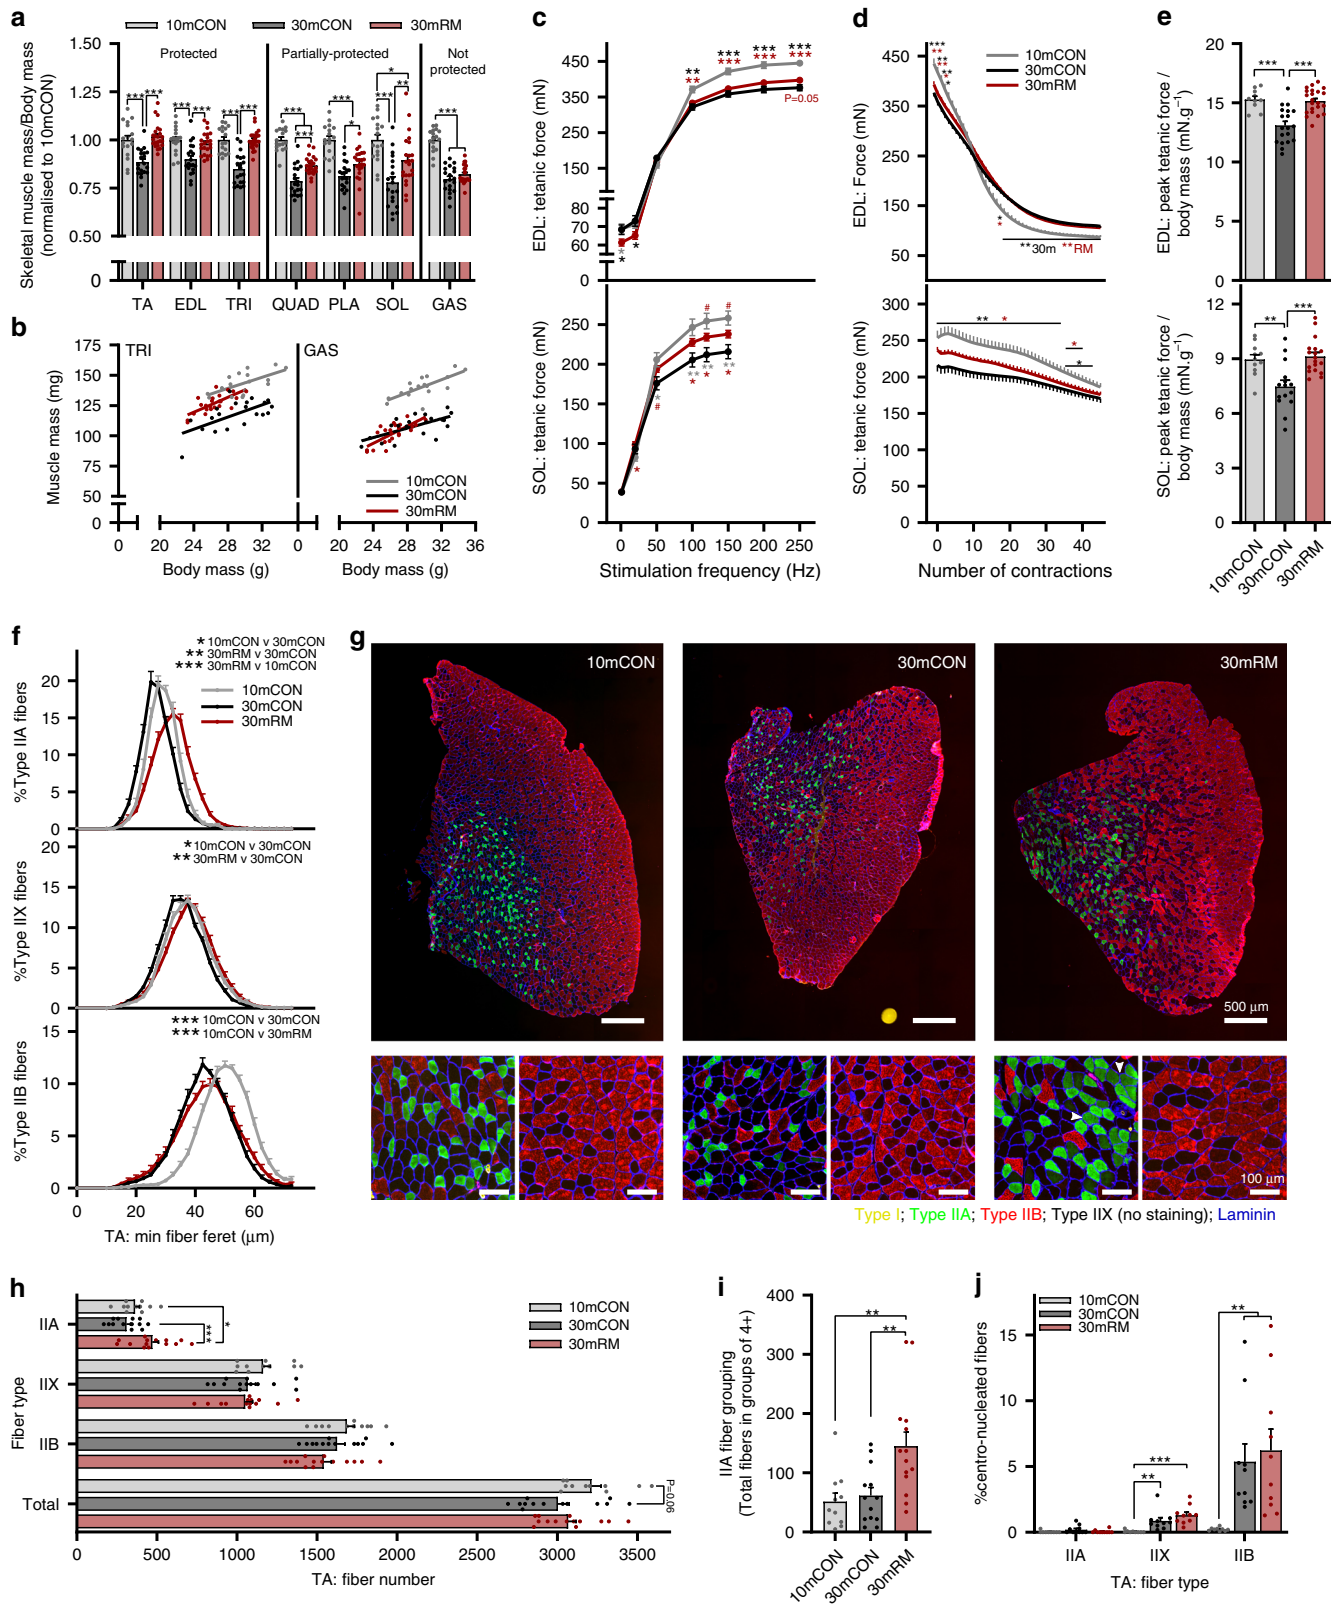 a
10mCON
30mCON
30mRM
Skeletal muscle mass/Body mass
(normalised to 10mCON)
1.50
1.25
1.00
0.75
0.50
0
Protected
Partially-protected
Not
protected
***
***
***
***
***
***
***
***
***
*
*
***
**
***
TA
EDL
TRI
QUAD
PLA
SOL
GAS
b
Muscle mass (mg)
175
150
125
100
75
50
0
TRI
GAS
10mCON
30mCON
30mRM
0
20
24
28
32
0
20
24
28
32
36
Body mass (g)
Body mass (g)
c
EDL: tetanic force (mN)
450
350
250
150
80
70
60
0
**
**
***
***
***
***
***
***
P=0.05
*
*
*
SOL: tetanic force (mN)
250
200
150
100
50
0
#
#
*
#
*
**
*
**
*
**
*
0
50
100
150
200
250
Stimulation frequency (Hz)
d
EDL: Force (mN)
450
350
250
150
50
10mCON
30mCON
30mRM
***
**
**
**
*
*
*
*
**30m
**RM
SOL: tetanic force (mN)
300
250
200
150
100
50
0
**
*
*
*
0
10
20
30
40
Number of contractions
e
EDL: peak tetanic force /
body mass (mN.g⁻¹)
20
15
10
5
0
***
***
SOL: peak tetanic force /
body mass (mN.g⁻¹)
12
9
6
3
0
**
***
10mCON
30mCON
30mRM
f
* 10mCON v 30mCON
** 30mRM v 30mCON
*** 30mRM v 10mCON
10mCON
30mCON
30mRM
%Type IIA fibers
20
15
10
5
0
* 10mCON v 30mCON
** 30mRM v 30mCON
%Type IIX fibers
20
15
10
5
0
*** 10mCON v 30mCON
*** 10mCON v 30mRM
%Type IIB fibers
15
10
5
0
0
20
40
60
TA: min fiber feret (µm)
g
10mCON
30mCON
30mRM
500 µm
100 µm
Type I; Type IIA; Type IIB; Type IIX (no staining); Laminin
h
10mCON
30mCON
30mRM
Fiber type
IIA
IIX
IIB
Total
*
***
P=0.06
0
500
1000
1500
2000
2500
3000
3500
TA: fiber number
i
IIA fiber grouping
(Total fibers in groups of 4+)
400
300
200
100
0
**
**
10mCON
30mCON
30mRM
j
10mCON
30mCON
30mRM
%centro-nucleated fibers
15
10
5
0
**
***
**
IIA
IIX
IIB
TA: fiber type